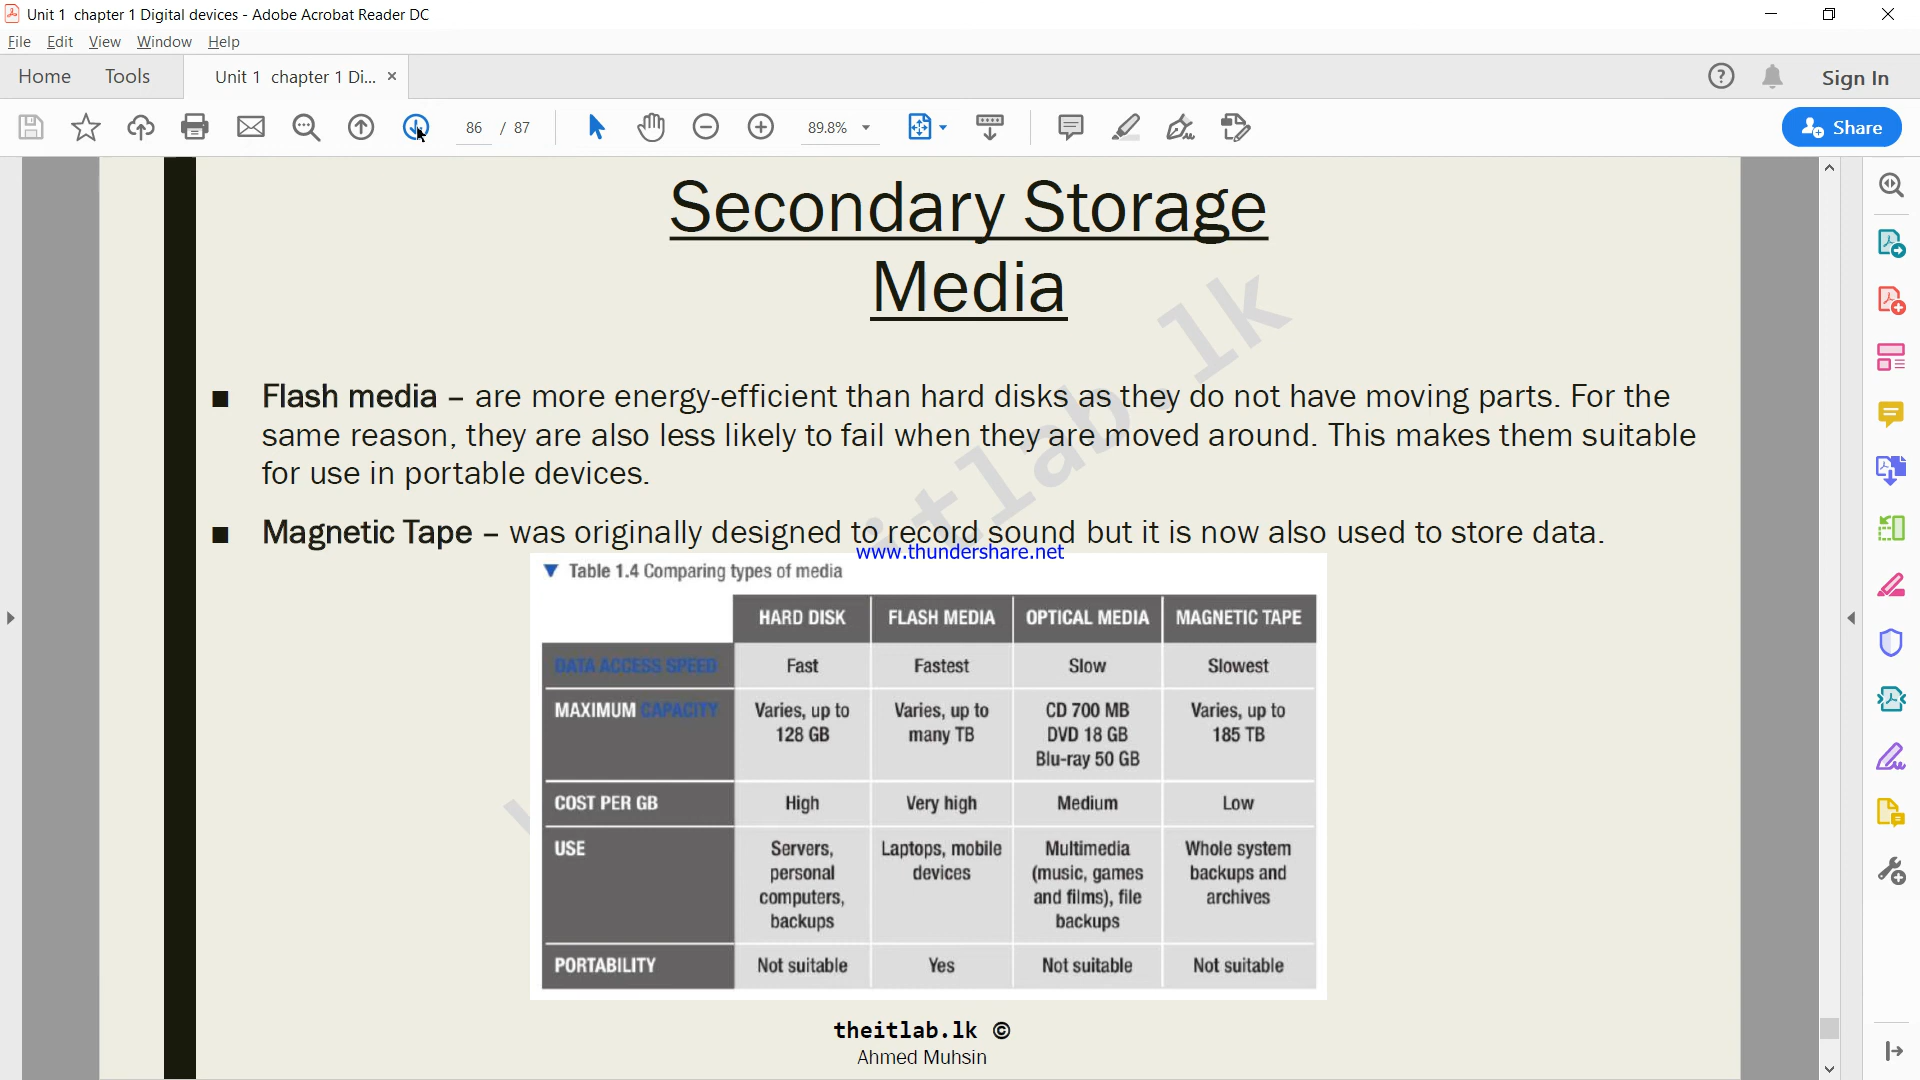 Unit 1 chapter 1 Digital devices - Adobe Acrobat Reader DC
File Edit View Window Help
Home Tools Unit 1 chapter 1 Di... × Sign In
86 / 87 89.8% Share
Secondary Storage
Media
■ Flash media – are more energy-efficient than hard disks as they do not have moving parts. For the
same reason, they are also less likely to fail when they are moved around. This makes them suitable
for use in portable devices.
■ Magnetic Tape – was originally designed to record sound but it is now also used to store data.
www.thundershare.net
▼ Table 1.4 Comparing types of media
HARD DISK FLASH MEDIA OPTICAL MEDIA MAGNETIC TAPE
DATA ACCESS SPEED Fast Fastest Slow Slowest
MAXIMUM CAPACITY Varies, up to Varies, up to CD 700 MB Varies, up to
128 GB many TB DVD 18 GB 185 TB
Blu-ray 50 GB
COST PER GB High Very high Medium Low
USE Servers, Laptops, mobile Multimedia Whole system
personal devices (music, games backups and
computers, and films), file archives
backups backups
PORTABILITY Not suitable Yes Not suitable Not suitable
theitlab.lk ©
Ahmed Muhsin
itlab.lk